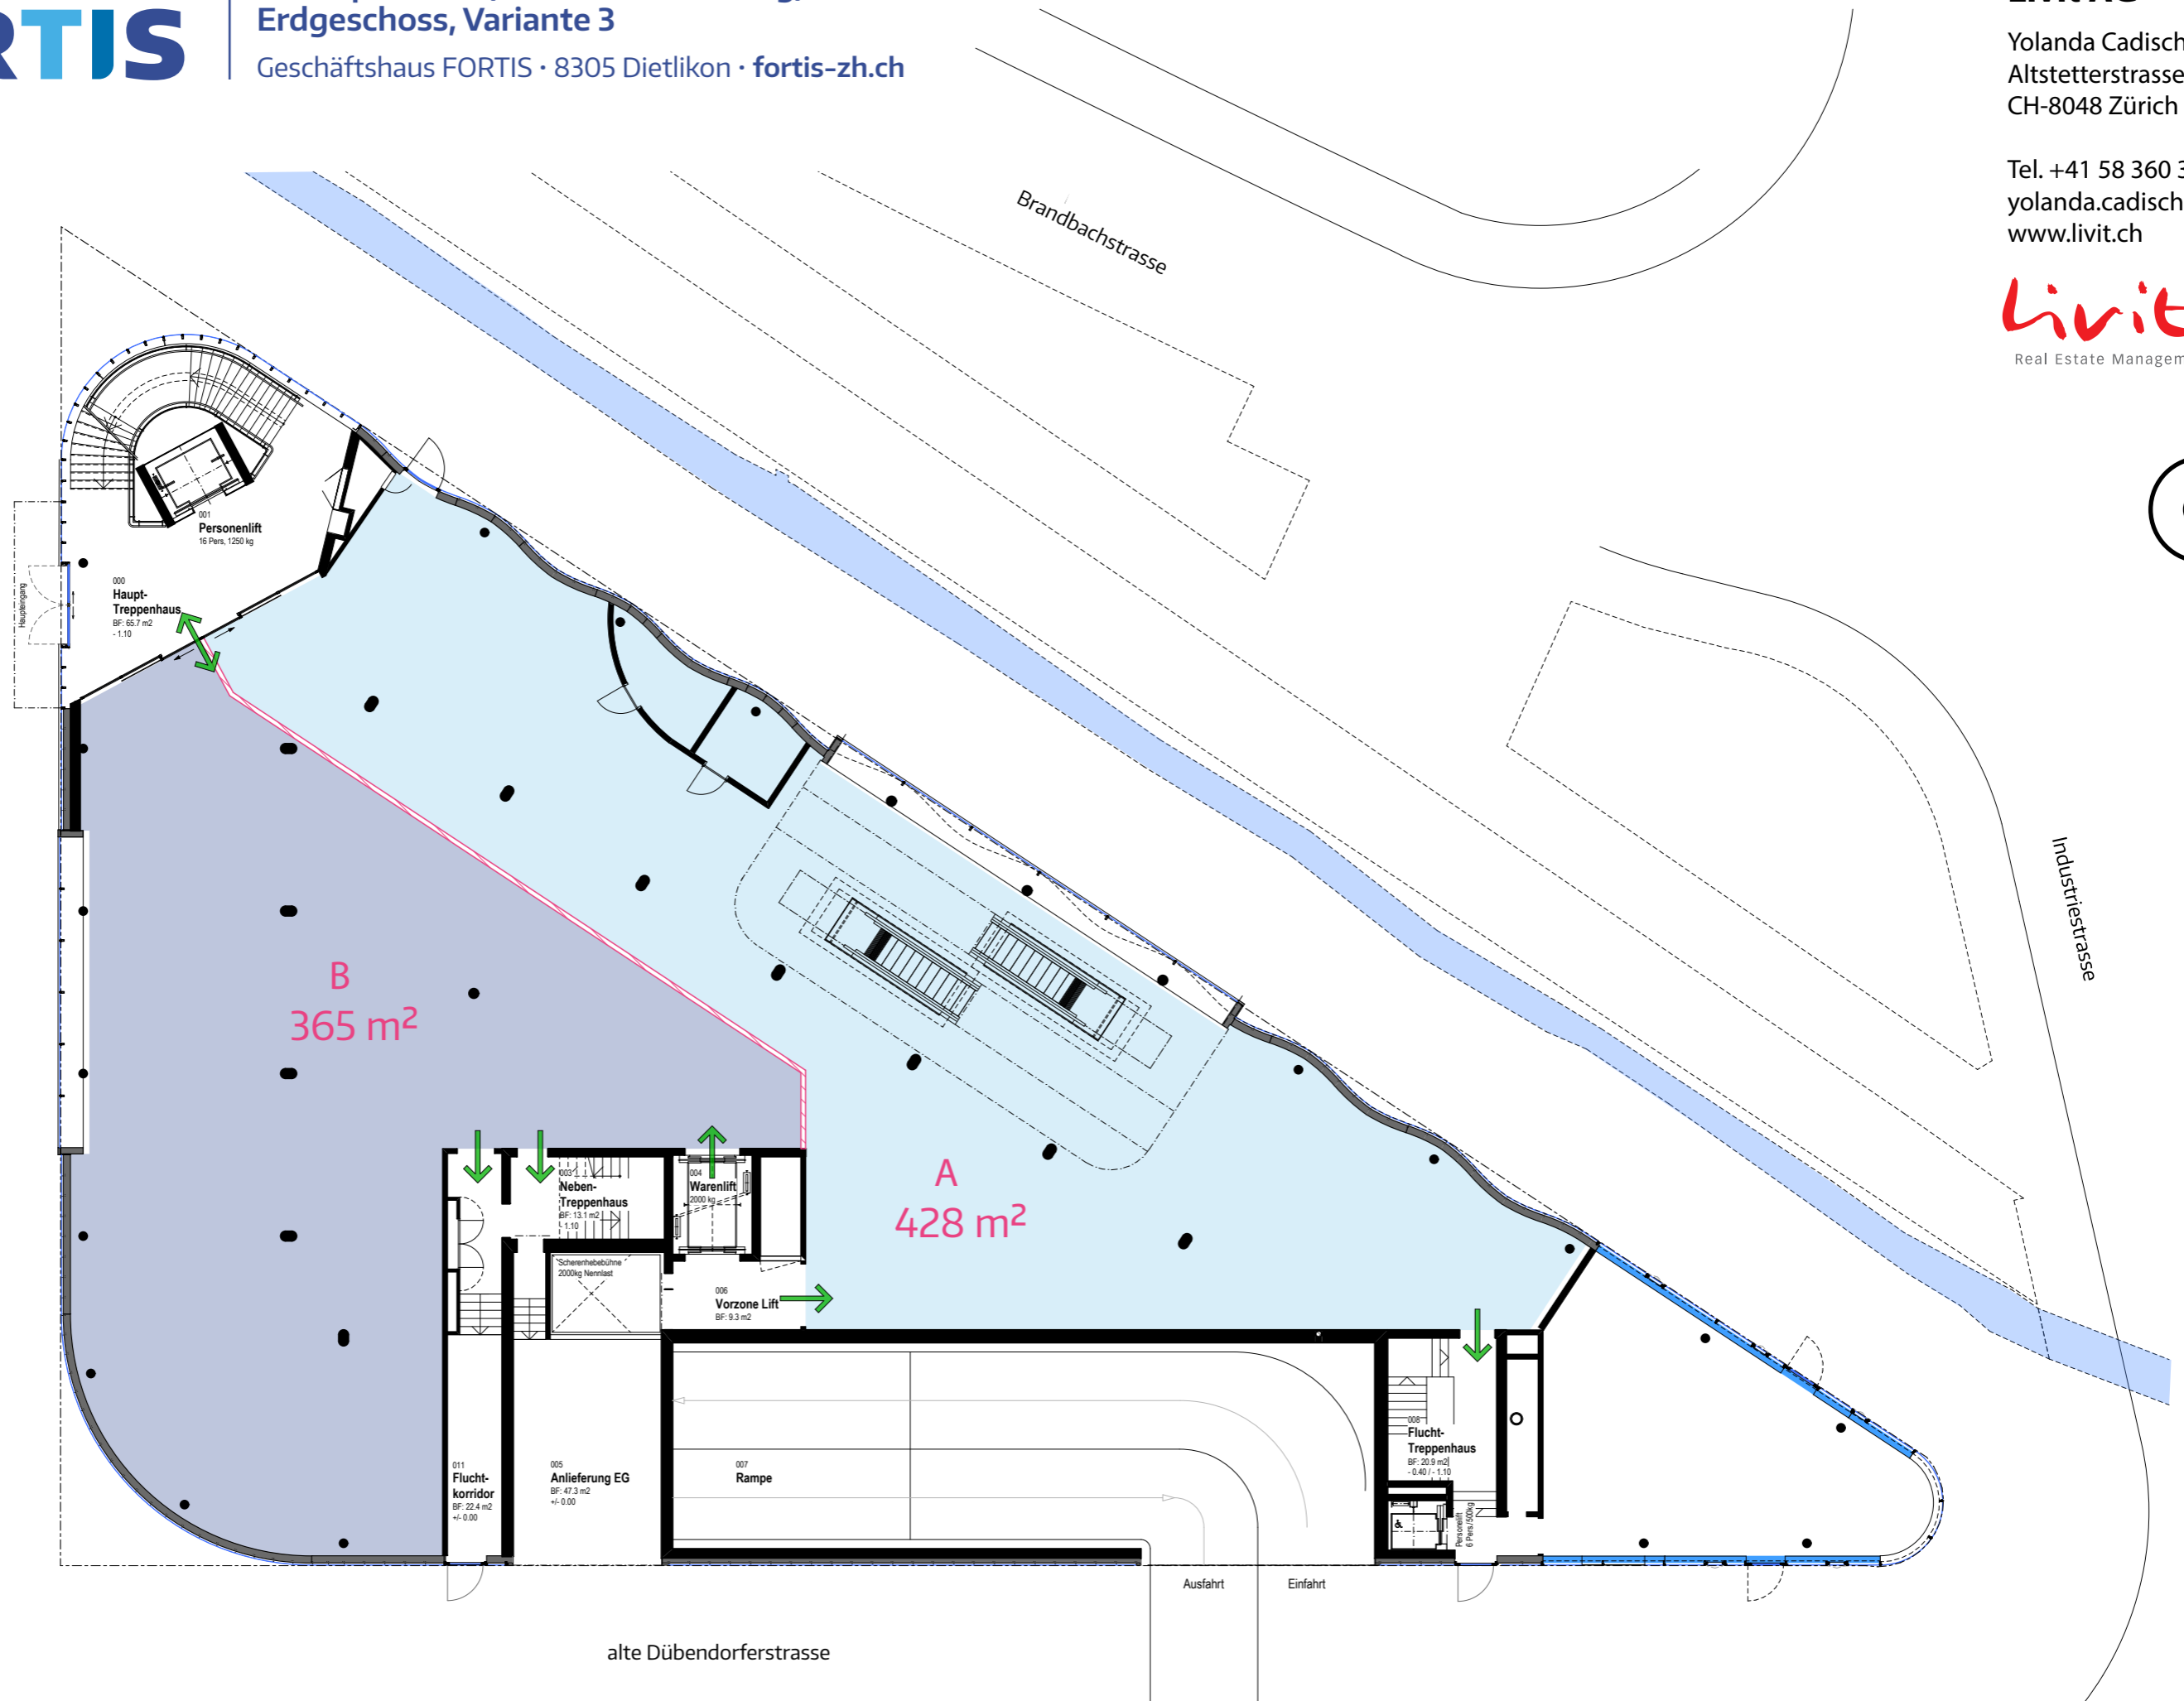 RTIS
Erdgeschoss, Variante 3
Geschäftshaus FORTIS · 8305 Dietlikon · fortis-zh.ch
Yolanda Cadisch
Altstetterstrasse
CH-8048 Zürich
Tel. +41 58 360 3
yolanda.cadisch
www.livit.ch
Livit
Real Estate Managem
Brandbachstrasse
Industriestrasse
001
Personenlift
16 Pers, 1250 kg
000
Haupt-
Treppenhaus
BF: 65.7 m2
- 1.10
Haupteingang
B
365 m²
A
428 m²
003
Neben-
Treppenhaus
BF: 13.1 m2
- 1.10
004
Warenlift
2000 kg
Scherenhebebühne
2000kg Nennlast
006
Vorzone Lift
BF: 9.3 m2
011
Flucht-
korridor
BF: 22.4 m2
+/- 0.00
005
Anlieferung EG
BF: 47.3 m2
+/- 0.00
007
Rampe
008
Flucht-
Treppenhaus
BF: 20.9 m2
- 0.40 / - 1.10
Personenlift
6 Pers./500kg
Ausfahrt
Einfahrt
alte Dübendorferstrasse